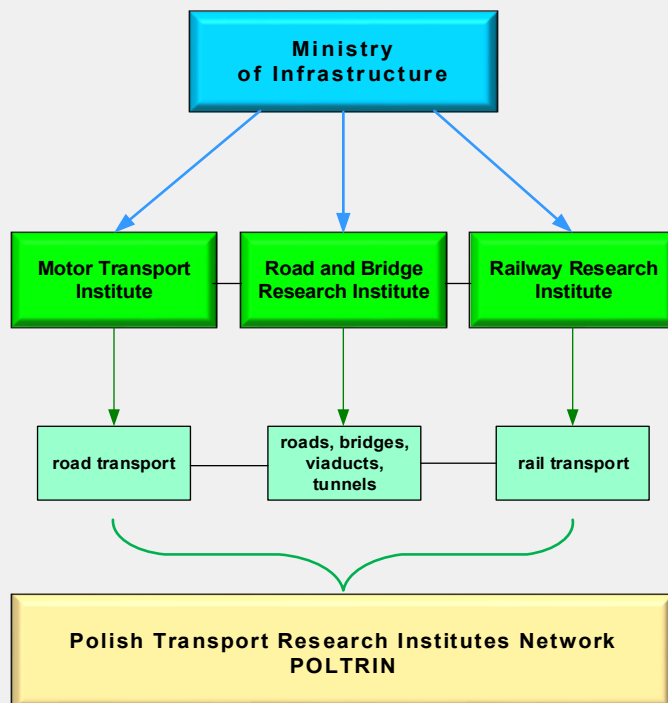 Ministry
of Infrastructure
Motor Transport
Institute
Road and Bridge
Research Institute
Railway Research
Institute
road transport
roads, bridges,
viaducts,
tunnels
rail transport
Polish Transport Research Institutes Network
POLTRIN